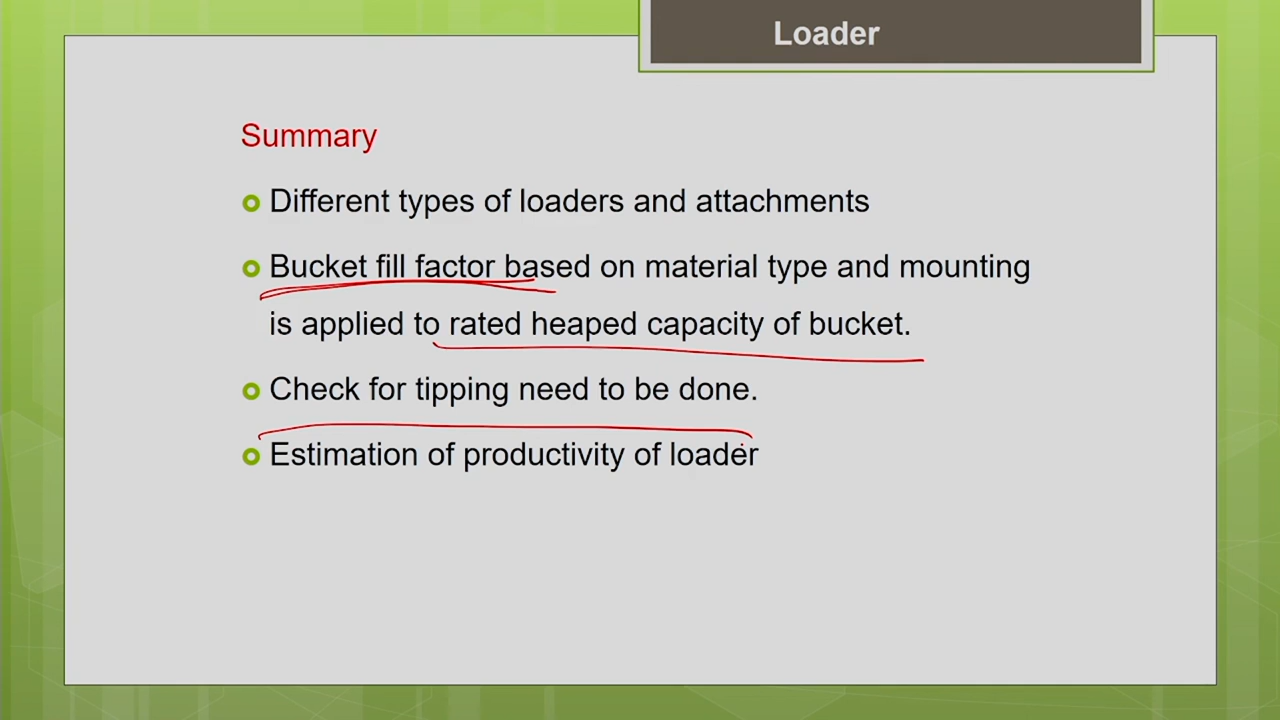 Loader
Summary
Different types of loaders and attachments
Bucket fill factor based on material type and mounting
is applied to rated heaped capacity of bucket.
Check for tipping need to be done.
Estimation of productivity of loader